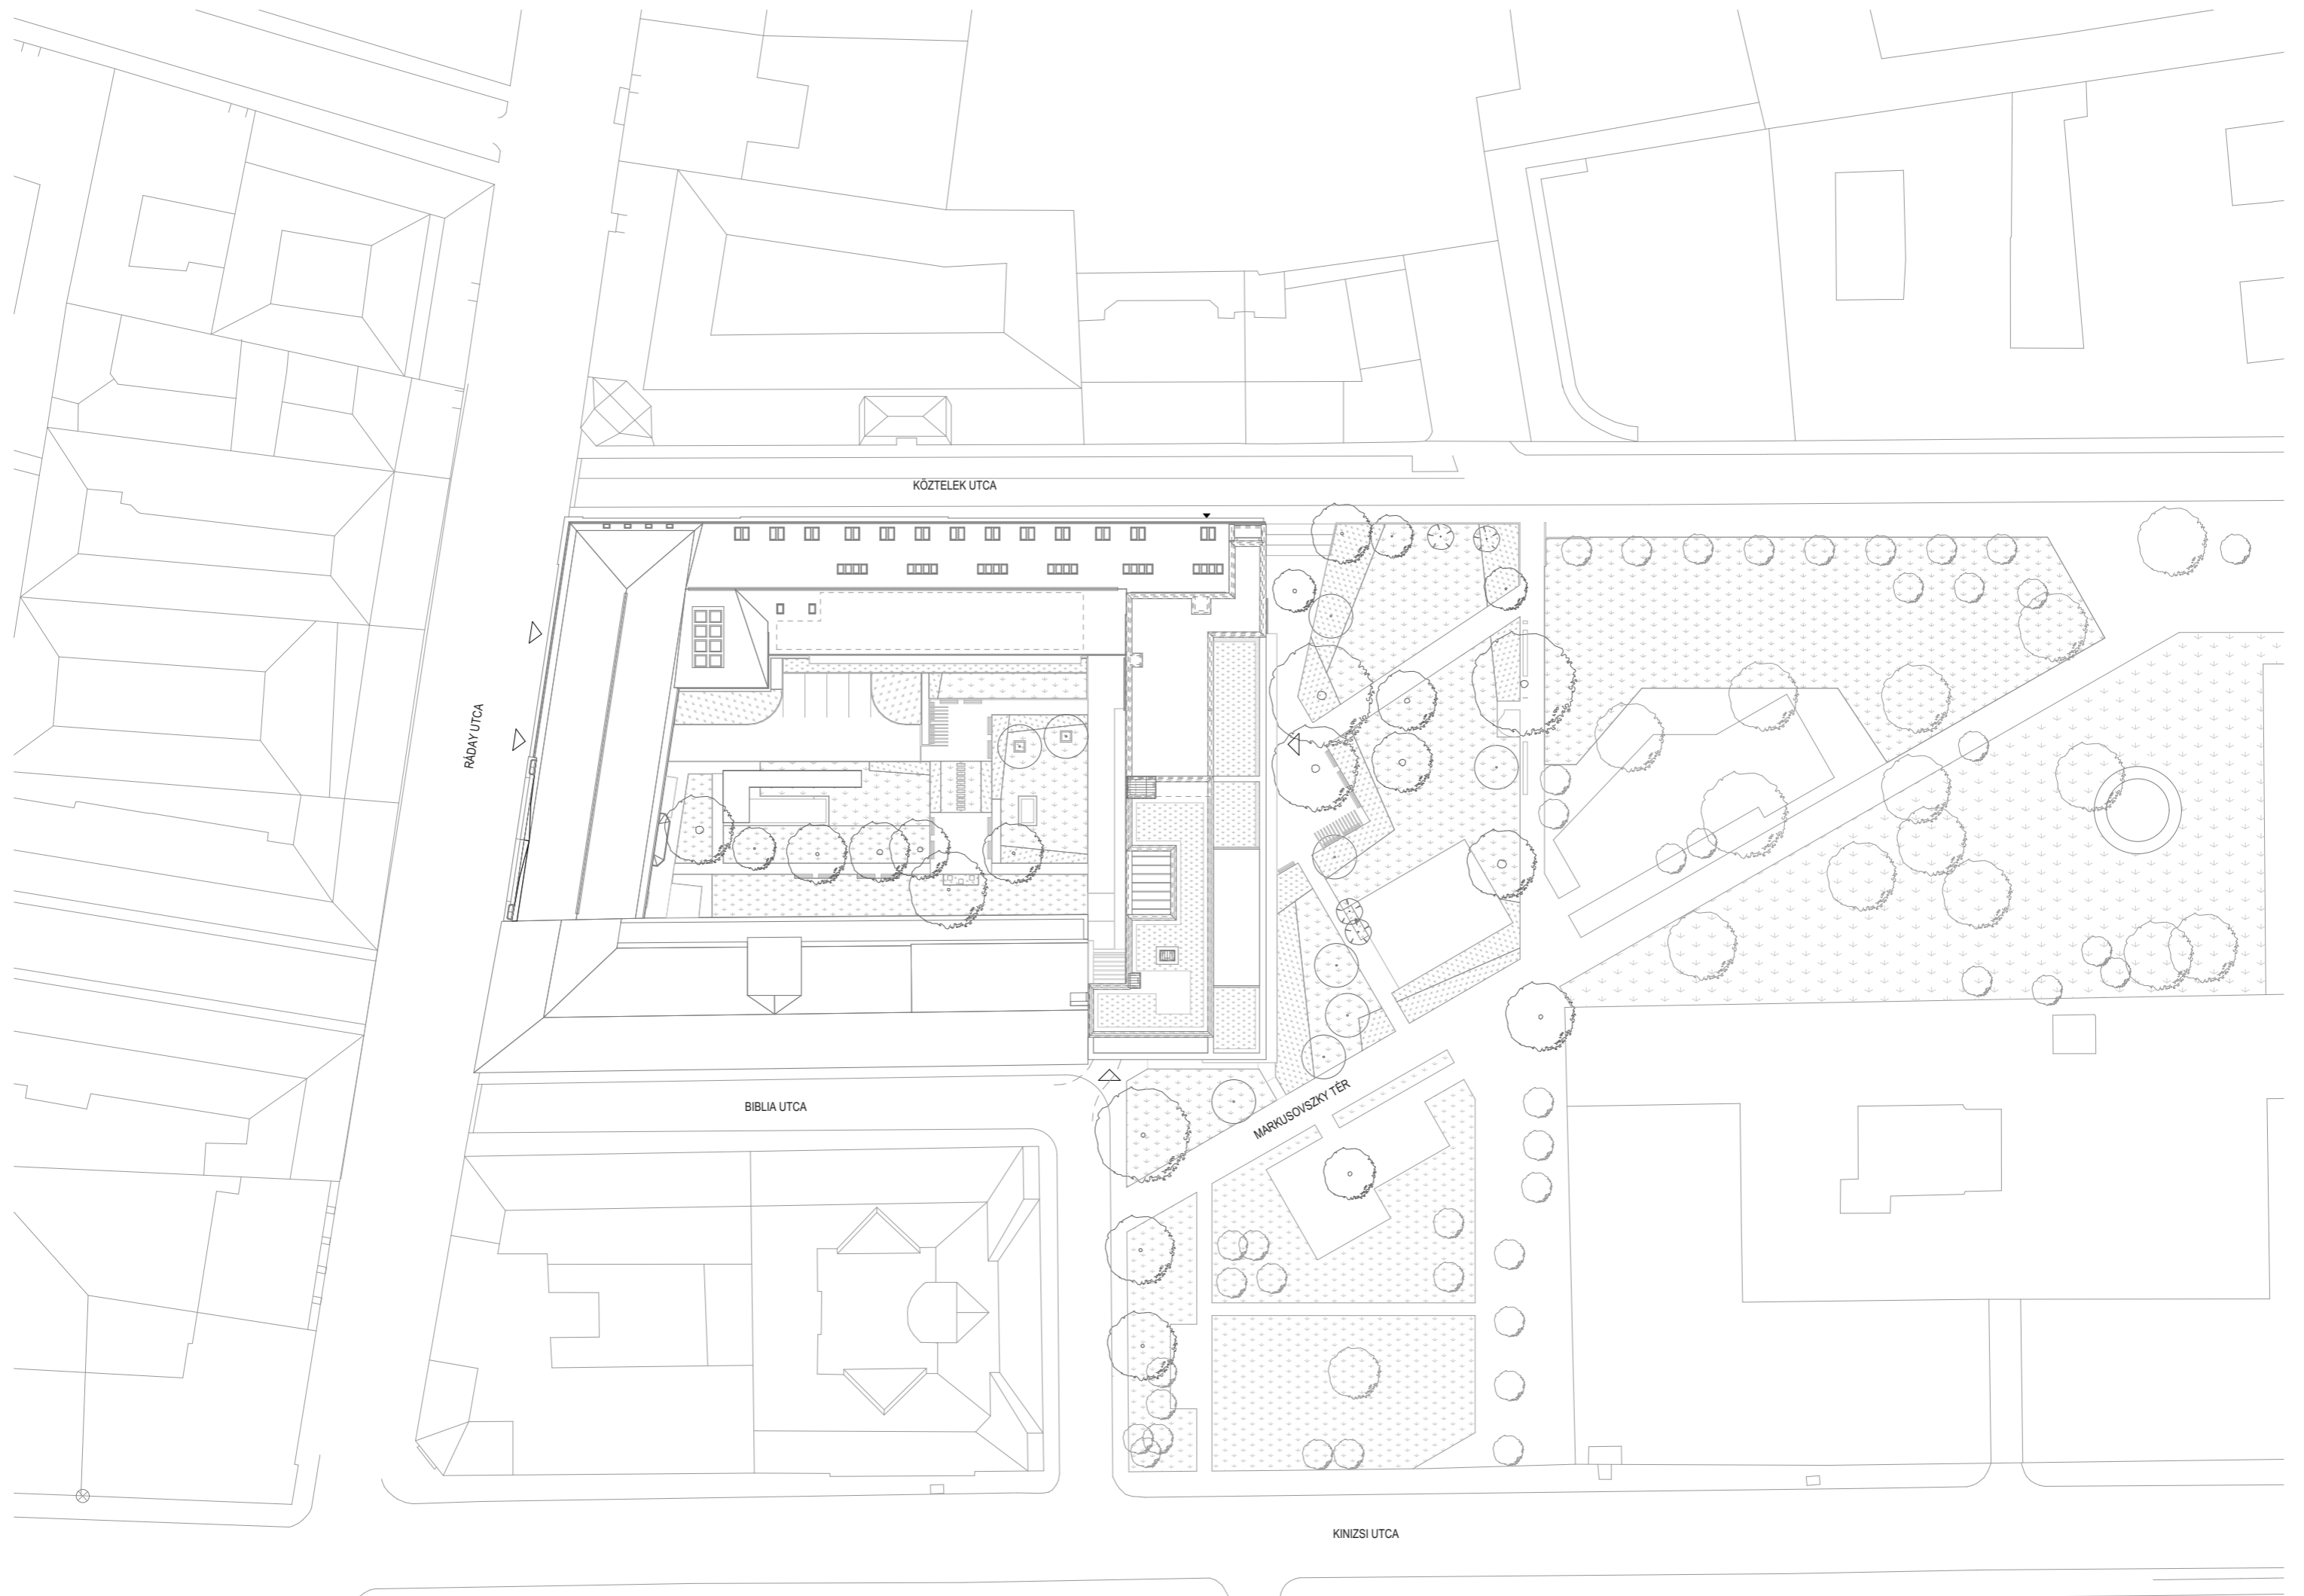 KÖZTELEK UTCA
RÁDAY UTCA
BIBLIA UTCA
MARKUSOVSZKY TÉR
KINIZSI UTCA